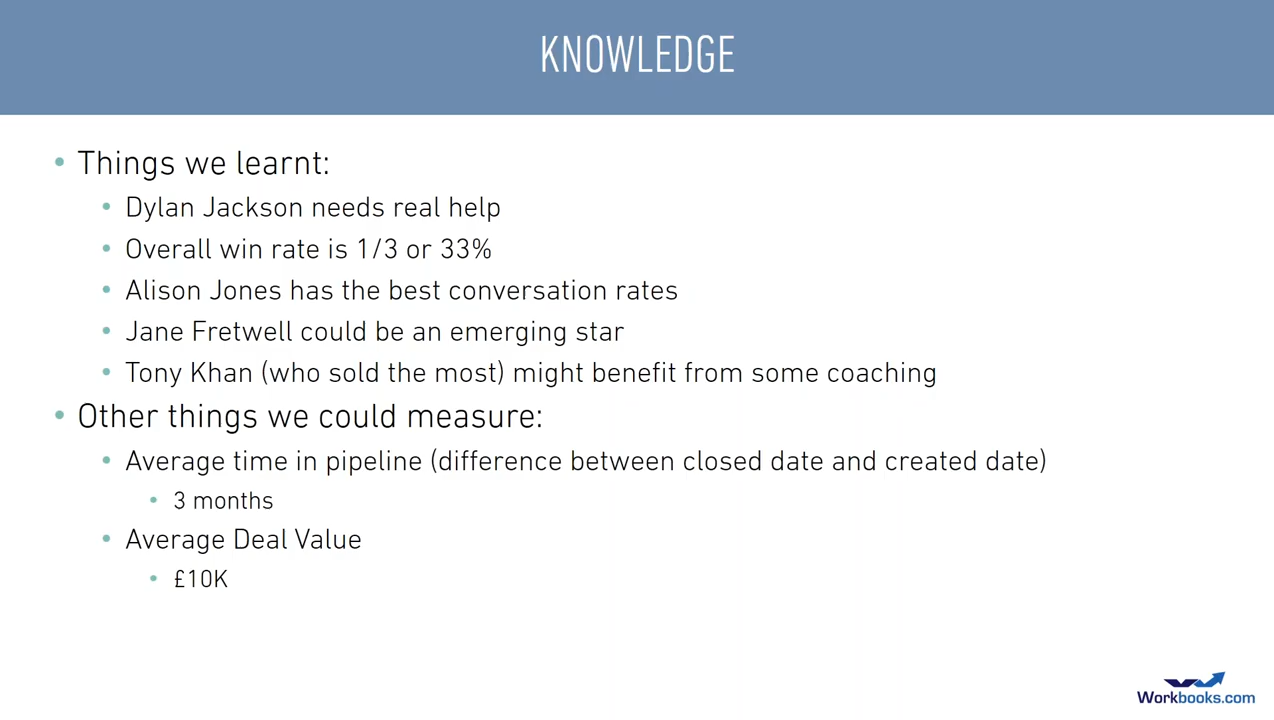 KNOWLEDGE
• Things we learnt:
• Dylan Jackson needs real help
• Overall win rate is 1/3 or 33%
• Alison Jones has the best conversation rates
• Jane Fretwell could be an emerging star
• Tony Khan (who sold the most) might benefit from some coaching
• Other things we could measure:
• Average time in pipeline (difference between closed date and created date)
• 3 months
• Average Deal Value
• £10K
Workbooks.com